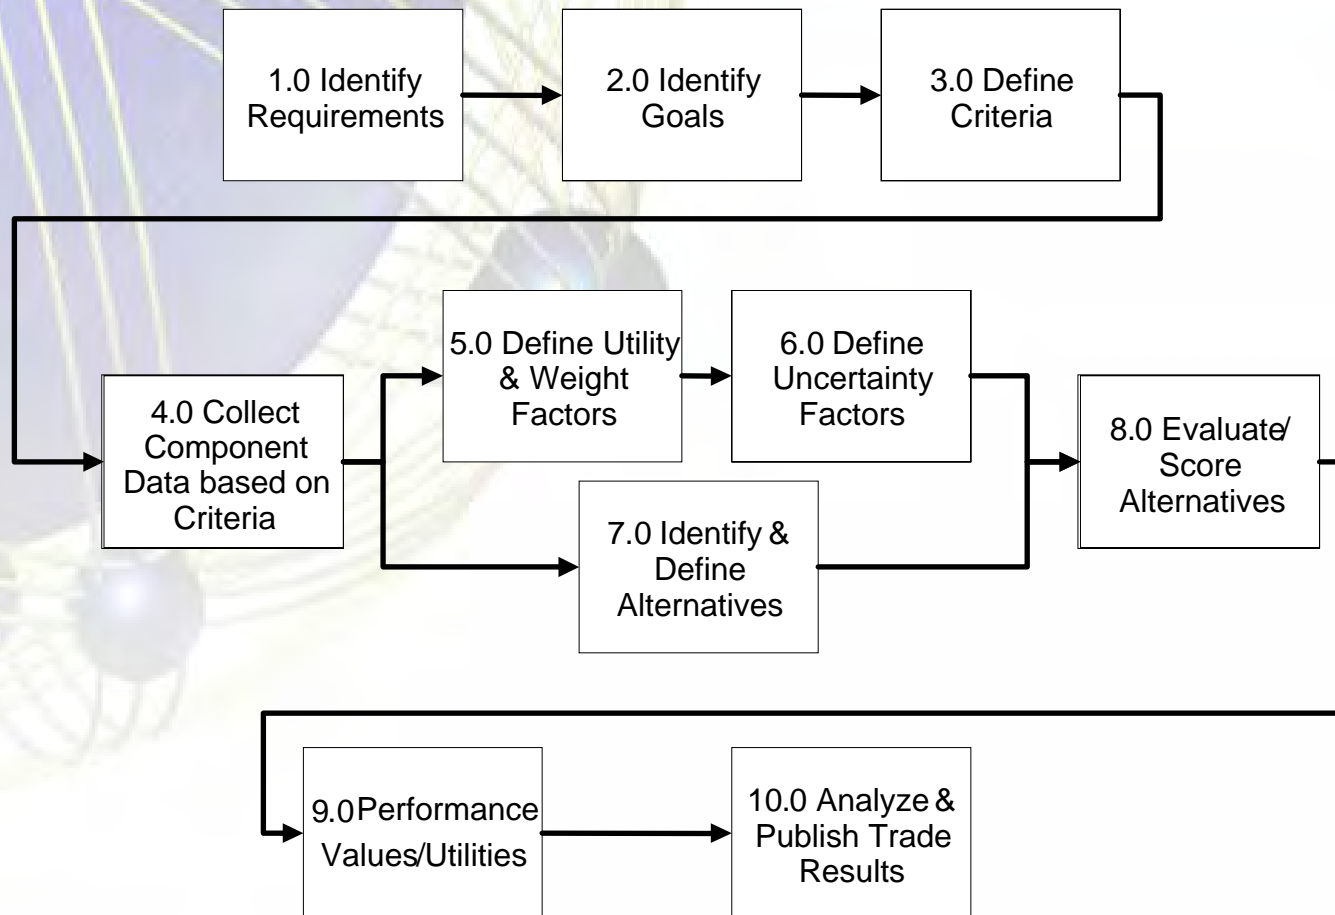 1.0 Identify
Requirements
2.0 Identify
Goals
3.0 Define
Criteria
4.0 Collect
Component
Data based on
Criteria
5.0 Define Utility
& Weight
Factors
6.0 Define
Uncertainty
Factors
7.0 Identify &
Define
Alternatives
8.0 Evaluate/
Score
Alternatives
9.0 Performance
Values/Utilities
10.0 Analyze &
Publish Trade
Results